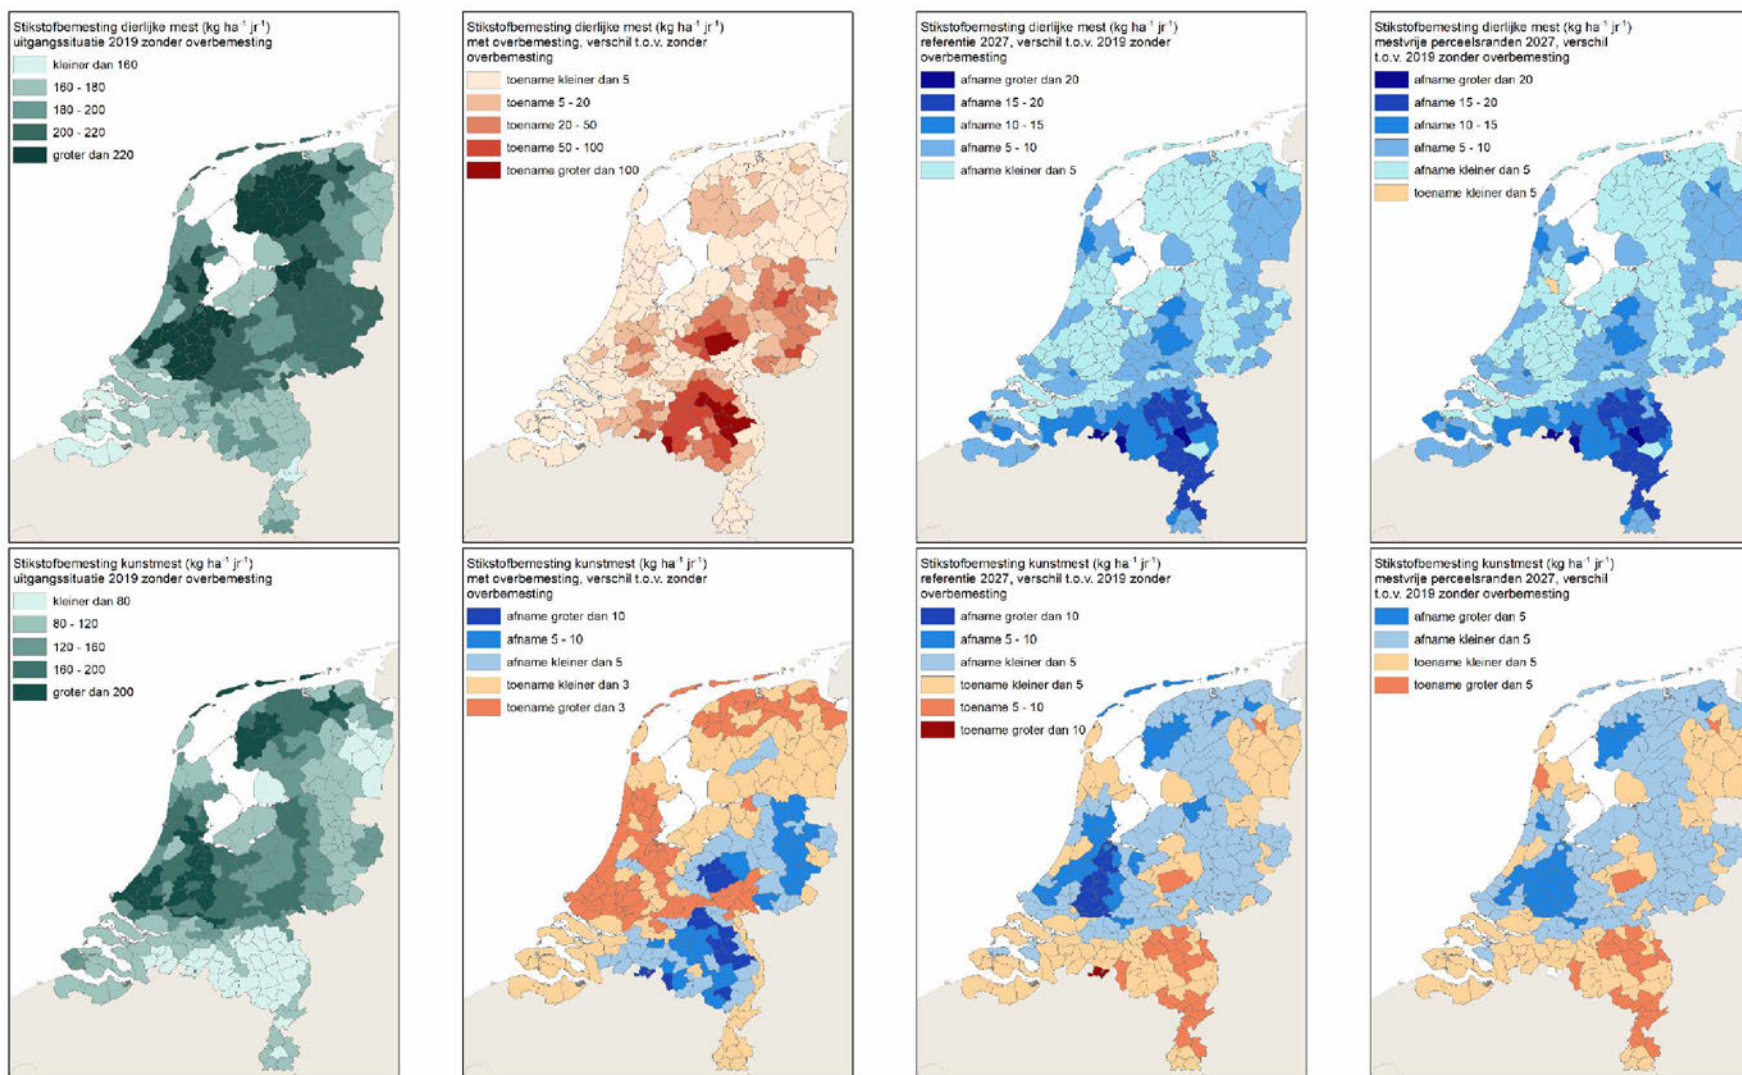 Stikstofbemesting dierlijke mest (kg ha⁻¹ jr⁻¹)
uitgangssituatie 2019 zonder overbemesting
kleiner dan 160
160 - 180
180 - 200
200 - 220
groter dan 220
Stikstofbemesting dierlijke mest (kg ha⁻¹ jr⁻¹)
met overbemesting, verschil t.o.v. zonder
overbemesting
toename kleiner dan 5
toename 5 - 20
toename 20 - 50
toename 50 - 100
toename groter dan 100
Stikstofbemesting dierlijke mest (kg ha⁻¹ jr⁻¹)
referentie 2027, verschil t.o.v. 2019 zonder
overbemesting
afname groter dan 20
afname 15 - 20
afname 10 - 15
afname 5 - 10
afname kleiner dan 5
Stikstofbemesting dierlijke mest (kg ha⁻¹ jr⁻¹)
mestvrije perceelsranden 2027, verschil
t.o.v. 2019 zonder overbemesting
afname groter dan 20
afname 15 - 20
afname 10 - 15
afname 5 - 10
afname kleiner dan 5
toename kleiner dan 5
Stikstofbemesting kunstmest (kg ha⁻¹ jr⁻¹)
uitgangssituatie 2019 zonder overbemesting
kleiner dan 80
80 - 120
120 - 160
160 - 200
groter dan 200
Stikstofbemesting kunstmest (kg ha⁻¹ jr⁻¹)
met overbemesting, verschil t.o.v. zonder
overbemesting
afname groter dan 10
afname 5 - 10
afname kleiner dan 5
toename kleiner dan 3
toename groter dan 3
Stikstofbemesting kunstmest (kg ha⁻¹ jr⁻¹)
referentie 2027, verschil t.o.v. 2019 zonder
overbemesting
afname groter dan 10
afname 5 - 10
afname kleiner dan 5
toename kleiner dan 5
toename 5 - 10
toename groter dan 10
Stikstofbemesting kunstmest (kg ha⁻¹ jr⁻¹)
mestvrije perceelsranden 2027, verschil
t.o.v. 2019 zonder overbemesting
afname groter dan 5
afname kleiner dan 5
toename kleiner dan 5
toename groter dan 5